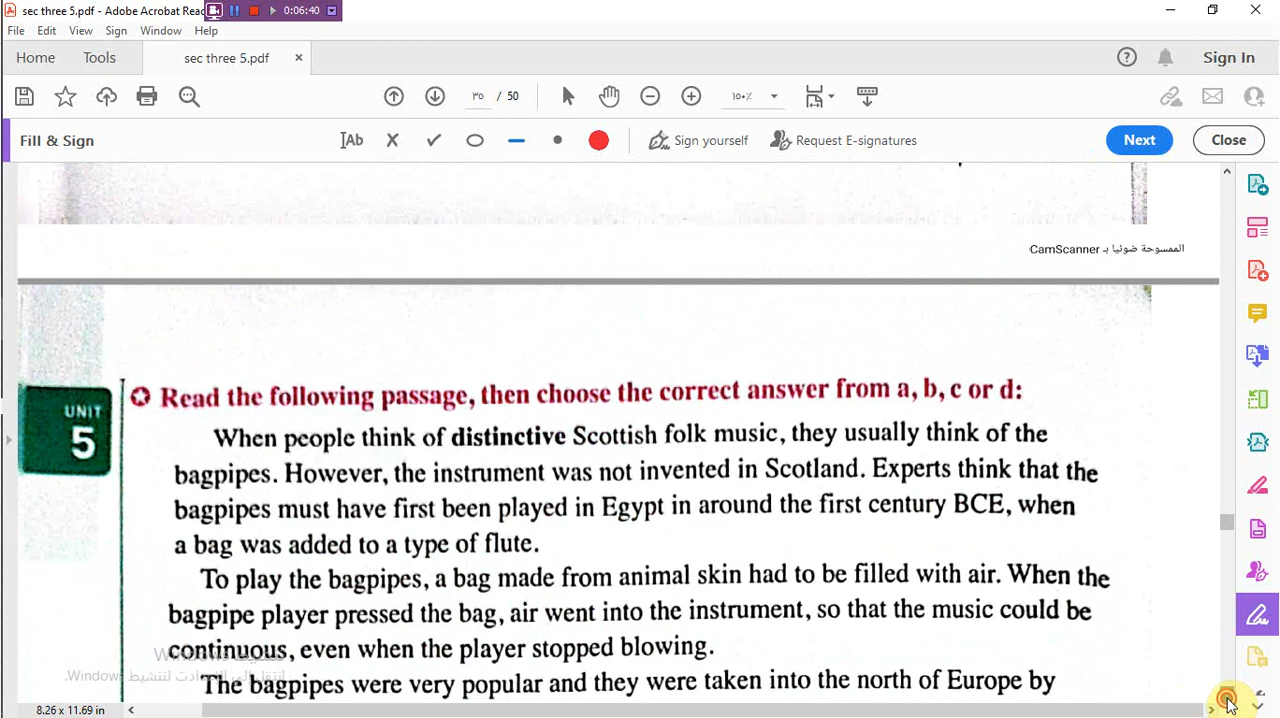 sec three 5.pdf - Adobe Acrobat Rea
0:06:40
File Edit View Sign Window Help
Home Tools sec three 5.pdf × Sign In
٣٥ / 50 ١٥٠٪
Fill & Sign Ab Sign yourself Request E-signatures Next Close
الممسوحة ضوئيا بـ CamScanner
UNIT
5
Read the following passage, then choose the correct answer from a, b, c or d:
When people think of distinctive Scottish folk music, they usually think of the
bagpipes. However, the instrument was not invented in Scotland. Experts think that the
bagpipes must have first been played in Egypt in around the first century BCE, when
a bag was added to a type of flute.
To play the bagpipes, a bag made from animal skin had to be filled with air. When the
bagpipe player pressed the bag, air went into the instrument, so that the music could be
continuous, even when the player stopped blowing.
The bagpipes were very popular and they were taken into the north of Europe by
8.26 x 11.69 in